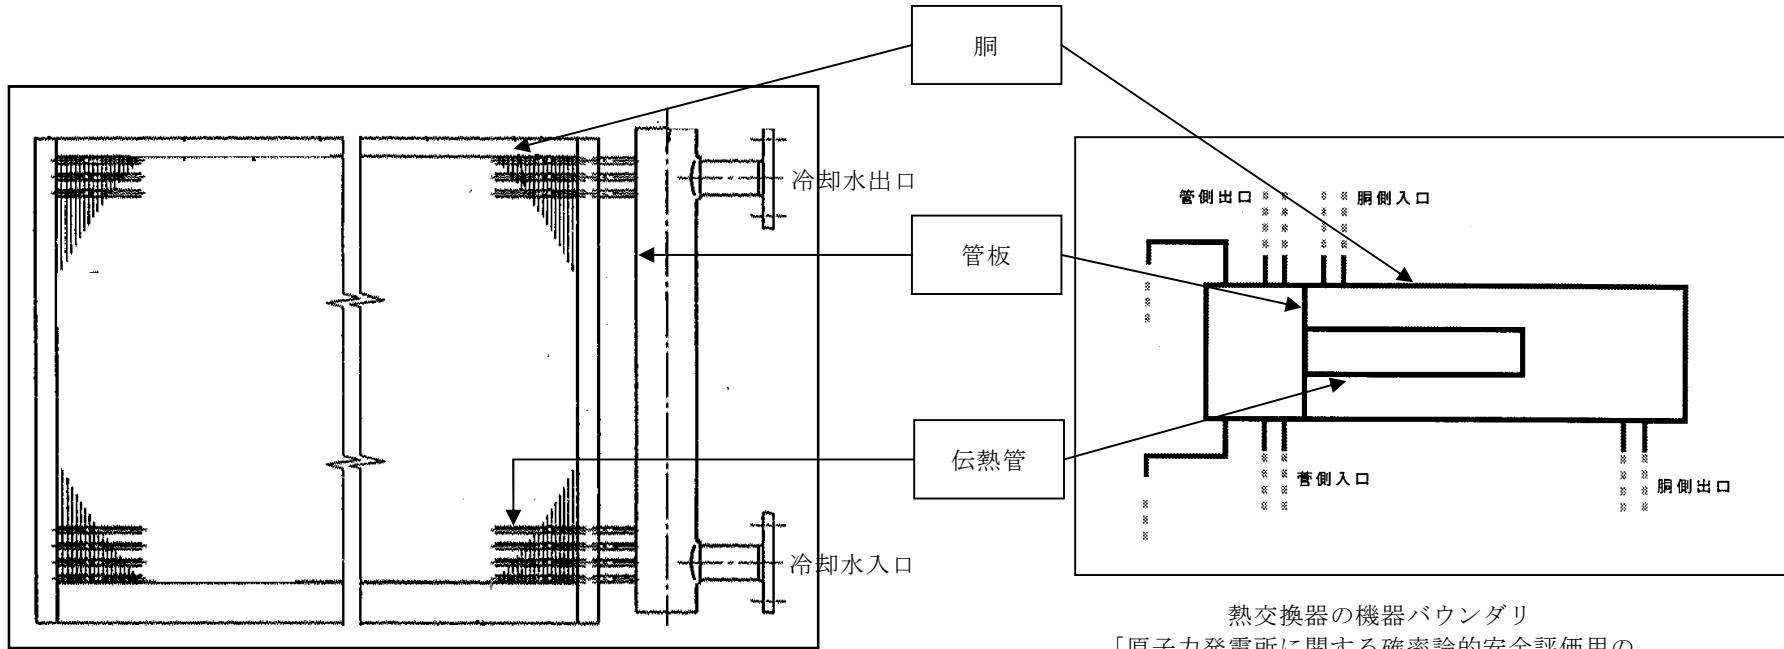 胴
冷却水出口
管側出口
胴側入口
管板
伝熱管
管側入口
胴側出口
冷却水入口
熱交換器の機器バウンダリ
「原子力発電所に関する確率論的安全評価用の